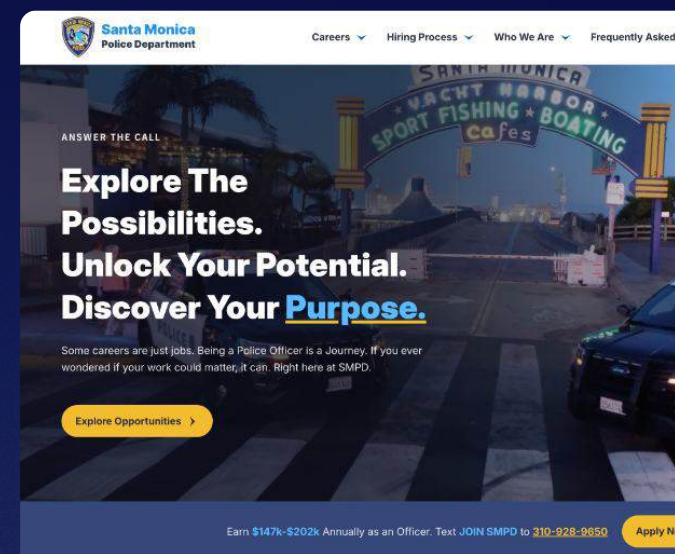 Santa Monica
Police Department
Careers
Hiring Process
Who We Are
Frequently Asked
SANTA MONICA
* YACHT HARBOR *
SPORT FISHING * BOATING
Cafes
ANSWER THE CALL
Explore The
Possibilities.
Unlock Your Potential.
Discover Your Purpose.
Some careers are just jobs. Being a Police Officer is a Journey. If you ever
wondered if your work could matter, it can. Right here at SMPD.
Explore Opportunities
Earn $147k-$202k Annually as an Officer. Text JOIN SMPD to 310-928-9650
Apply N